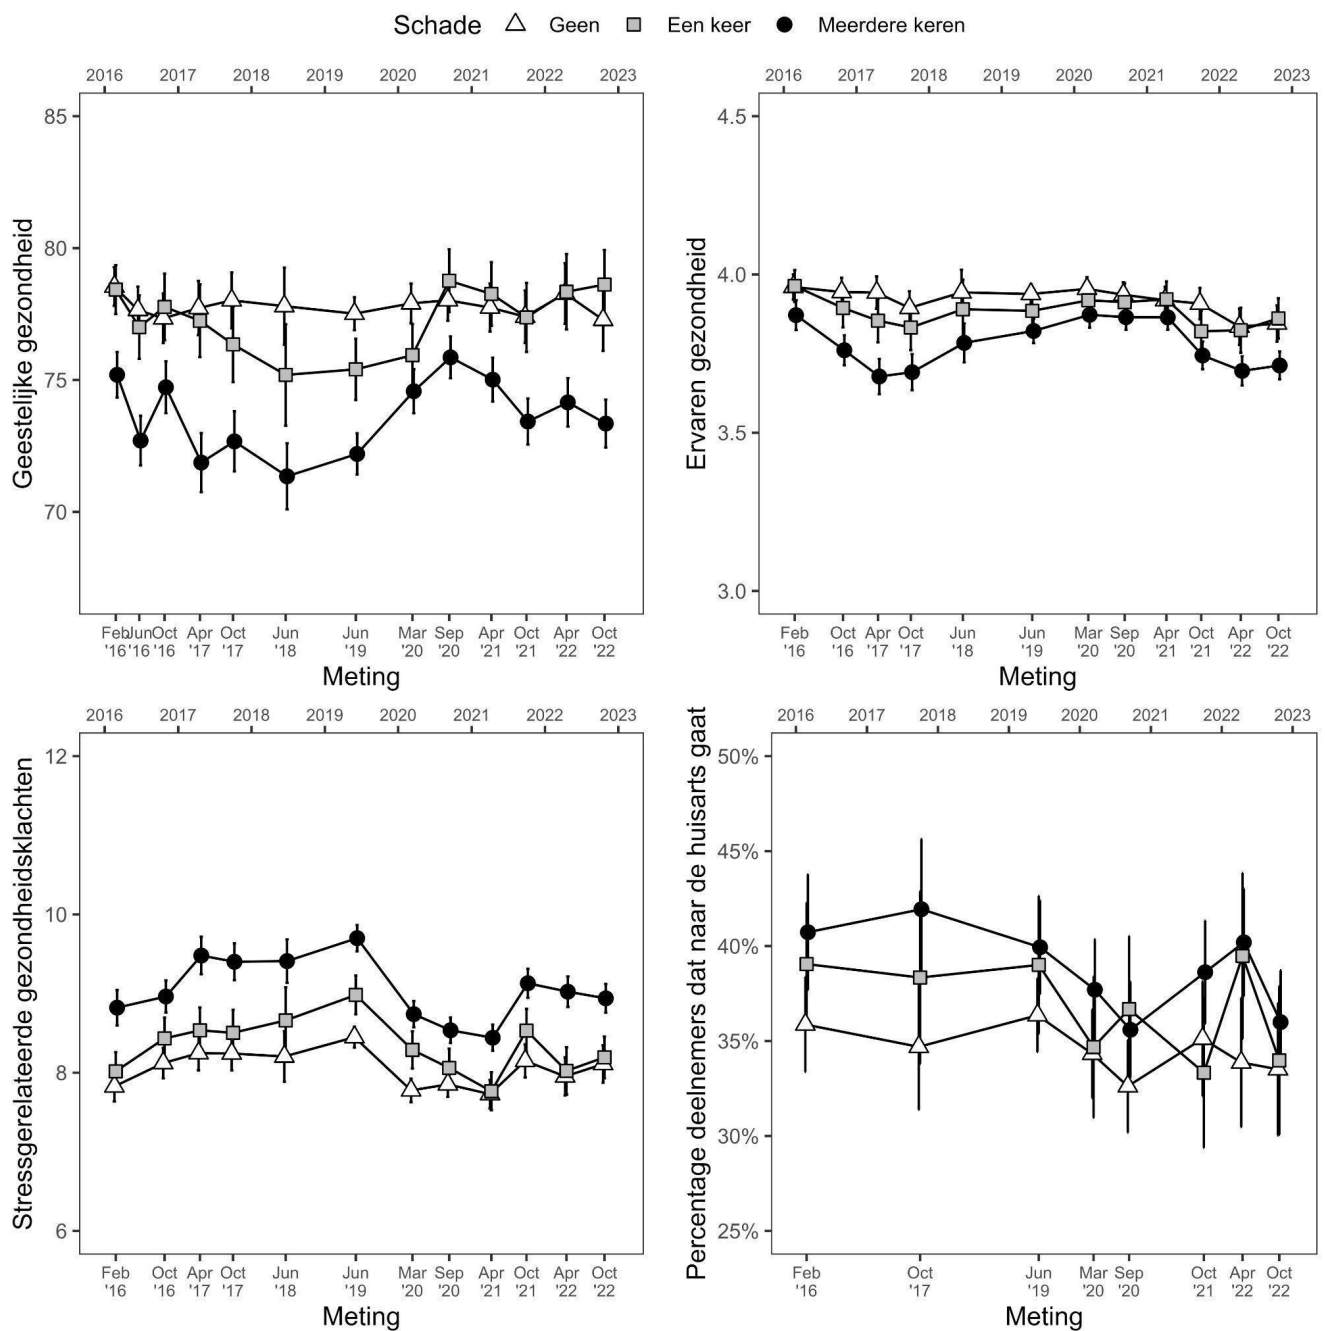 Schade Geen Een keer Meerdere keren
2016 2017 2018 2019 2020 2021 2022 2023
85
80
75
70
Geestelijke gezondheid
Feb Jun Oct Apr Oct Jun Jun Mar Sep Apr Oct Apr Oct
'16 '16 '16 '17 '17 '18 '19 '20 '20 '21 '21 '22 '22
Meting
2016 2017 2018 2019 2020 2021 2022 2023
4.5
4.0
3.5
3.0
Ervaren gezondheid
Feb Oct Apr Oct Jun Jun Mar Sep Apr Oct Apr Oct
'16 '16 '17 '17 '18 '19 '20 '20 '21 '21 '22 '22
Meting
2016 2017 2018 2019 2020 2021 2022 2023
12
10
8
6
Stressgerelateerde gezondheidsklachten
Feb Oct Apr Oct Jun Jun Mar Sep Apr Oct Apr Oct
'16 '16 '17 '17 '18 '19 '20 '20 '21 '21 '22 '22
Meting
2016 2017 2018 2019 2020 2021 2022 2023
50%
45%
40%
35%
30%
25%
Percentage deelnemers dat naar de huisarts gaat
Feb Oct Jun Mar Sep Oct Apr Oct
'16 '17 '19 '20 '20 '21 '22 '22
Meting